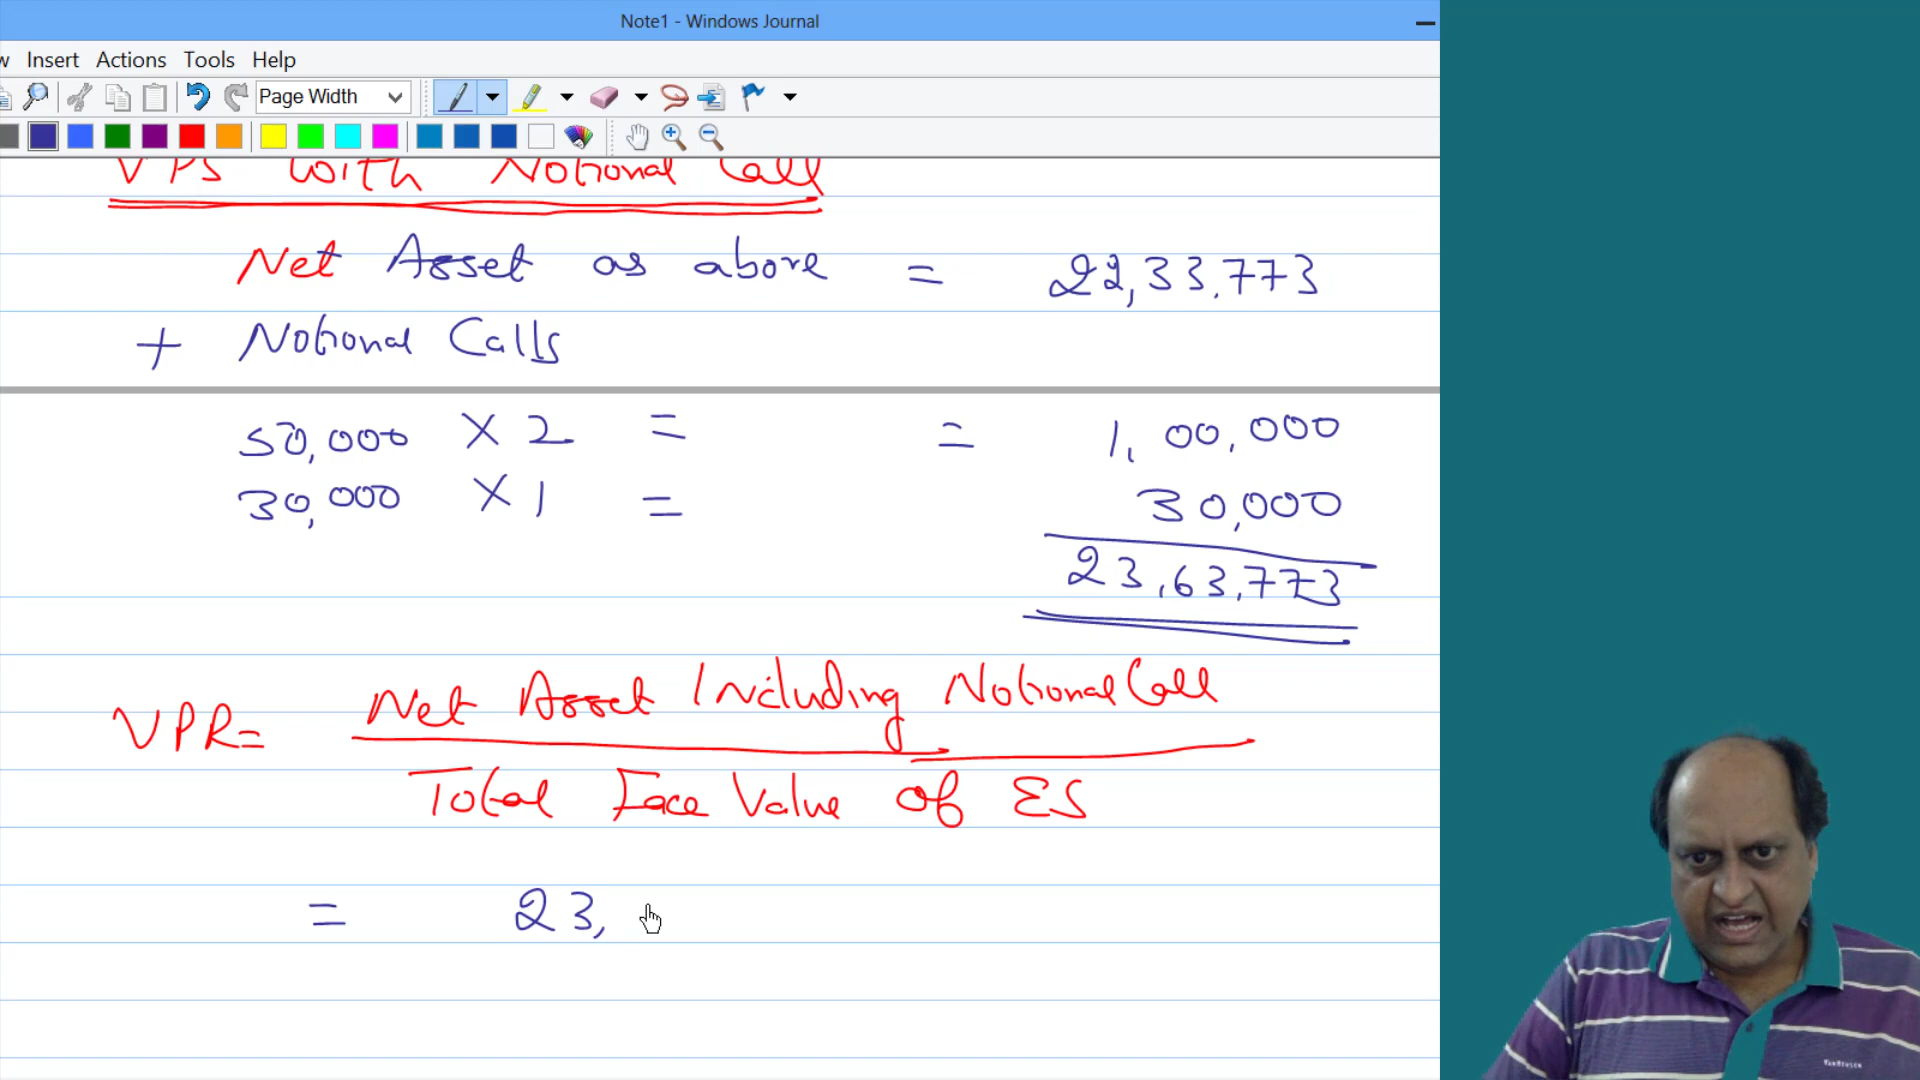 Note1 - Windows Journal
w Insert Actions Tools Help
Page Width
VPS with Notional Call
Net Asset as above = 22,33,773
+ Notional Calls
50,000 X 2 = = 1,00,000
30,000 X 1 = 30,000
23,63,773
VPR= Net Asset Including Notional Call
Total Face Value of ES
= 23,